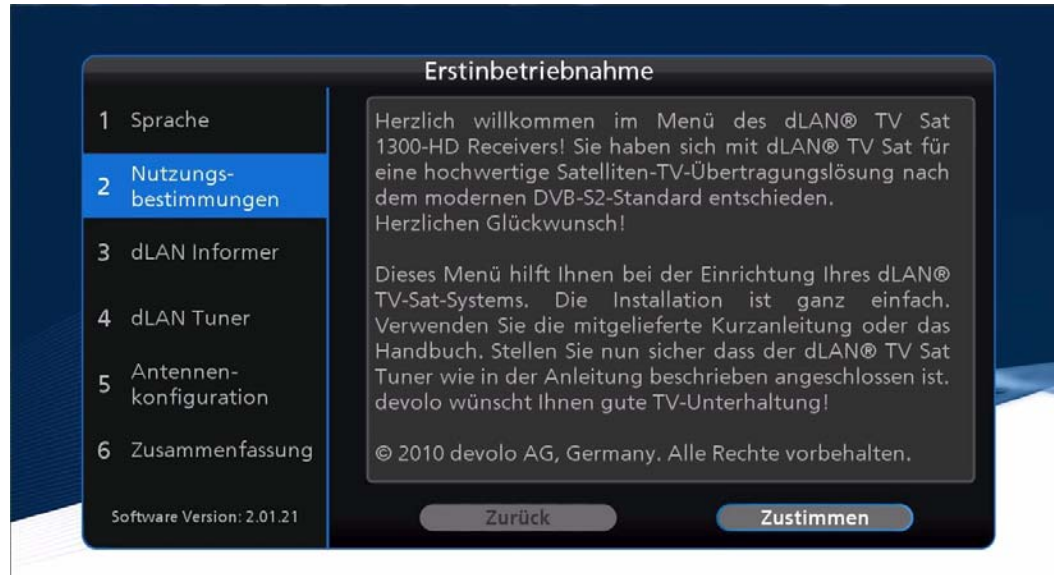 Erstinbetriebnahme
1 Sprache
2 Nutzungs-
bestimmungen
3 dLAN Informer
4 dLAN Tuner
5 Antennen-
konfiguration
6 Zusammenfassung
Software Version: 2.01.21
Herzlich willkommen im Menü des dLAN® TV Sat
1300-HD Receivers! Sie haben sich mit dLAN® TV Sat für
eine hochwertige Satelliten-TV-Übertragungslösung nach
dem modernen DVB-S2-Standard entschieden.
Herzlichen Glückwunsch!
Dieses Menü hilft Ihnen bei der Einrichtung Ihres dLAN®
TV-Sat-Systems. Die Installation ist ganz einfach.
Verwenden Sie die mitgelieferte Kurzanleitung oder das
Handbuch. Stellen Sie nun sicher dass der dLAN® TV Sat
Tuner wie in der Anleitung beschrieben angeschlossen ist.
devolo wünscht Ihnen gute TV-Unterhaltung!
© 2010 devolo AG, Germany. Alle Rechte vorbehalten.
Zurück
Zustimmen